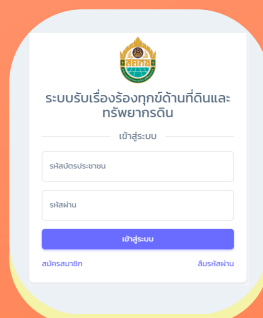 สคทช
ระบบรับเรื่องร้องทุกข์ด้านที่ดินและ
ทรัพยากรดิน
เข้าสู่ระบบ
รหัสบัตรประชาชน
รหัสผ่าน
เข้าสู่ระบบ
สมัครสมาชิก ลืมรหัสผ่าน